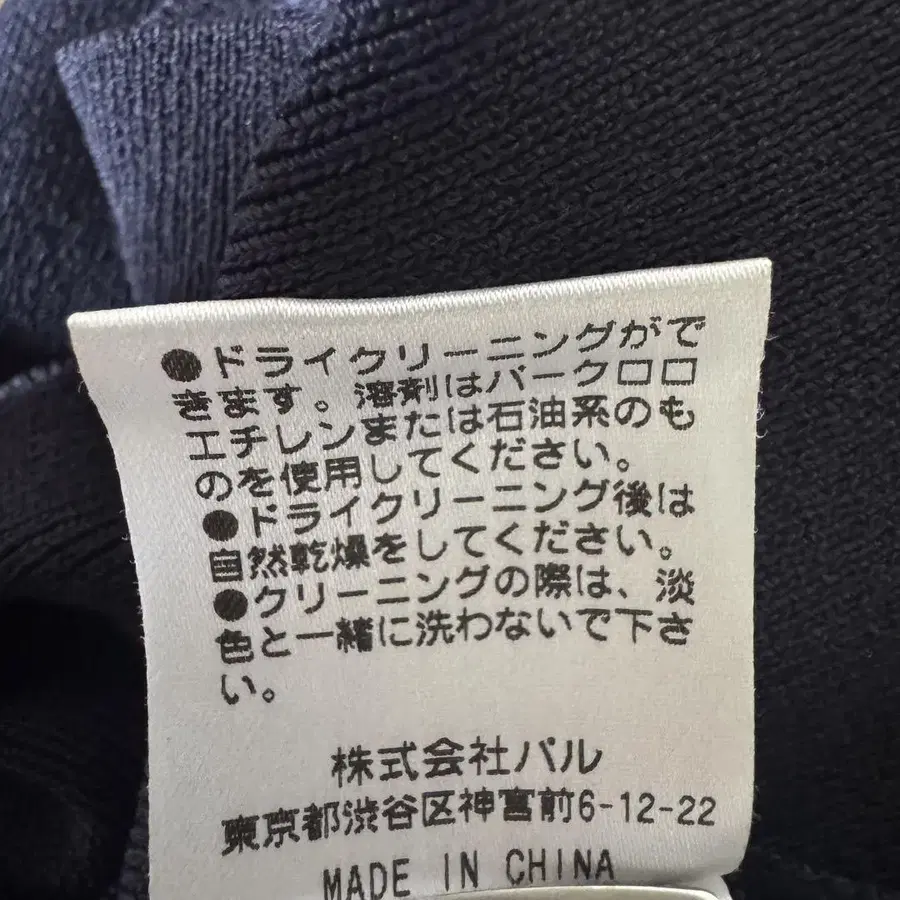 ●ドライクリーニングがで
きます。溶剤はパークロロ
エチレンまたは石油系のも
のを使用してください。
●ドライクリーニング後は
自然乾燥をしてください。
●クリーニングの際は、淡
色と一緒に洗わないで下さ
い。
株式会社パル
東京都渋谷区神宮前6-12-22
MADE IN CHINA